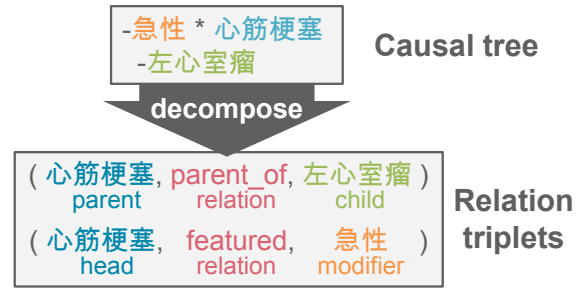 -急性 * 心筋梗塞
-左心室瘤
Causal tree
decompose
( 心筋梗塞, parent_of, 左心室瘤 )
parent relation child
( 心筋梗塞, featured, 急性 )
head relation modifier
Relation
triplets